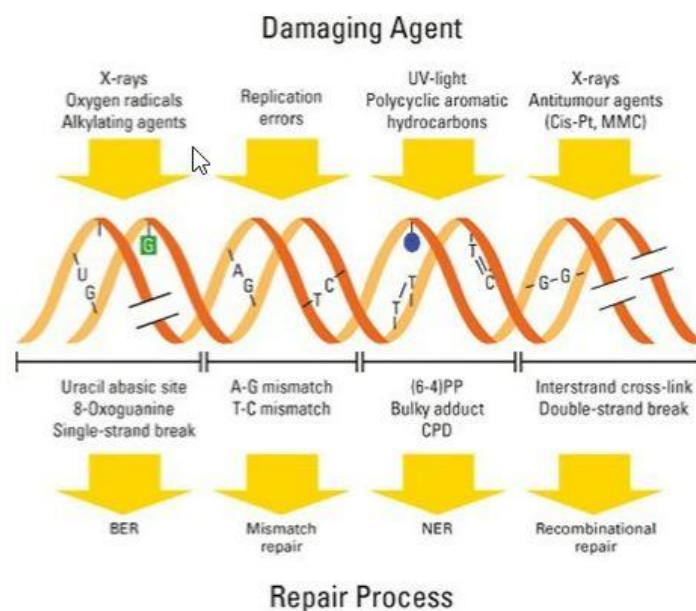 Damaging Agent
X-rays
Oxygen radicals
Alkylating agents
Replication
errors
UV-light
Polycyclic aromatic
hydrocarbons
X-rays
Antitumour agents
(Cis-Pt, MMC)
U
G
G
A
G
T
C
T
T
T
C
G
G
Uracil abasic site
8-Oxoguanine
Single-strand break
A-G mismatch
T-C mismatch
(6-4)PP
Bulky adduct
CPD
Interstrand cross-link
Double-strand break
BER
Mismatch
repair
NER
Recombinational
repair
Repair Process